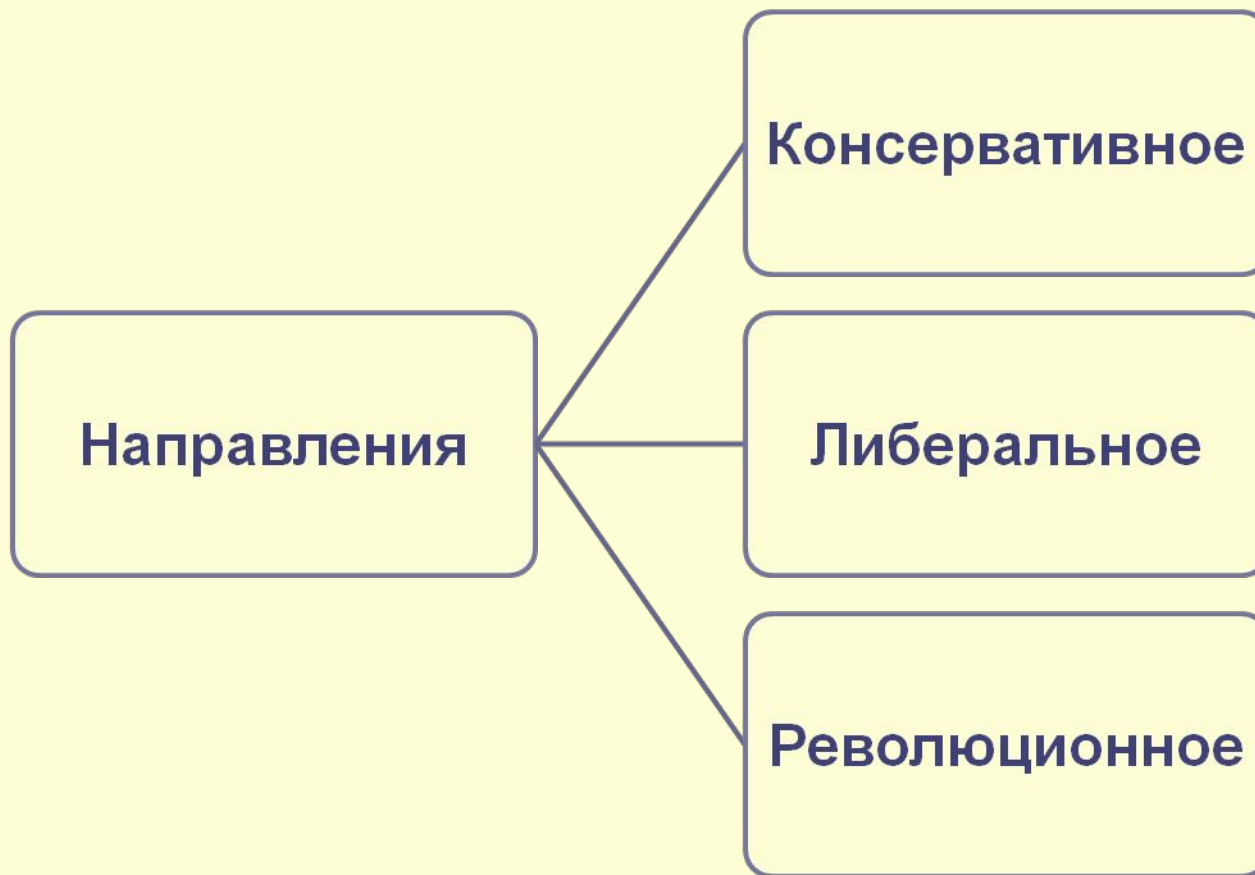 Консервативное
Направления
Либеральное
Революционное